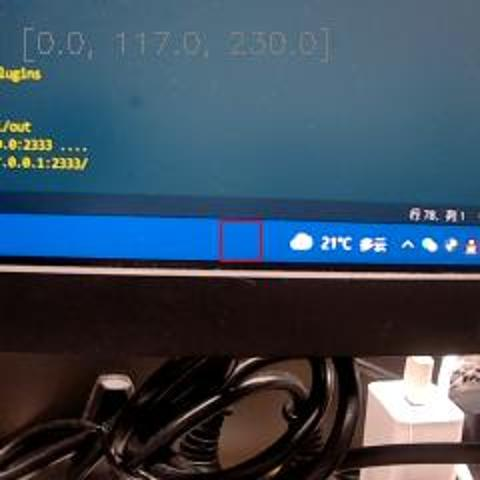 [0.0, 117.0, 230.0]
lugins
/out
.0:2333 ....
.0.0.1:2333/
行 78, 列 1
21°C 多云